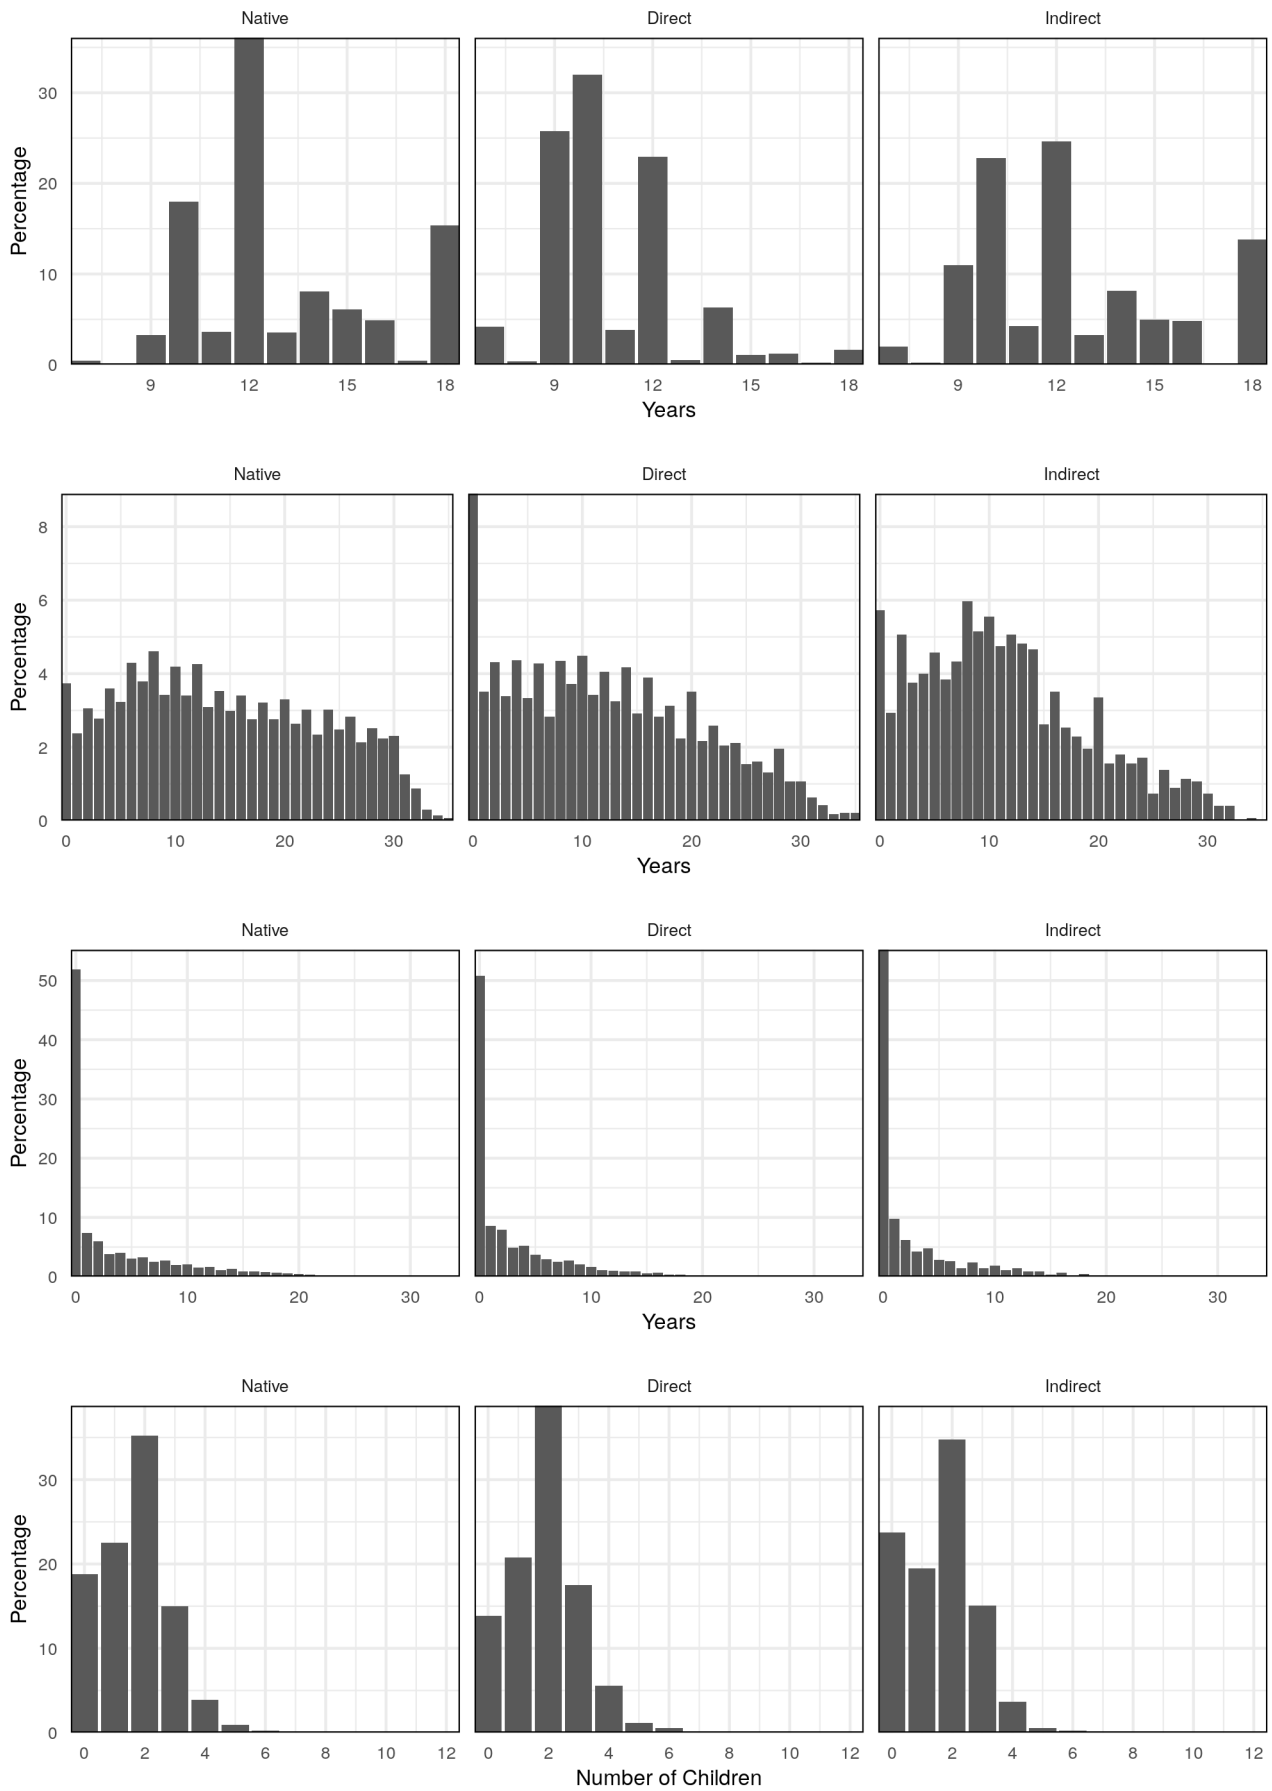 Native Direct Indirect
30
20
10
0
Percentage
9 12 15 18 9 12 15 18 9 12 15 18
Years
Native Direct Indirect
8
6
4
2
0
Percentage
0 10 20 30 0 10 20 30 0 10 20 30
Years
Native Direct Indirect
50
40
30
20
10
0
Percentage
0 10 20 30 0 10 20 30 0 10 20 30
Years
Native Direct Indirect
30
20
10
0
Percentage
0 2 4 6 8 10 12 0 2 4 6 8 10 12 0 2 4 6 8 10 12
Number of Children